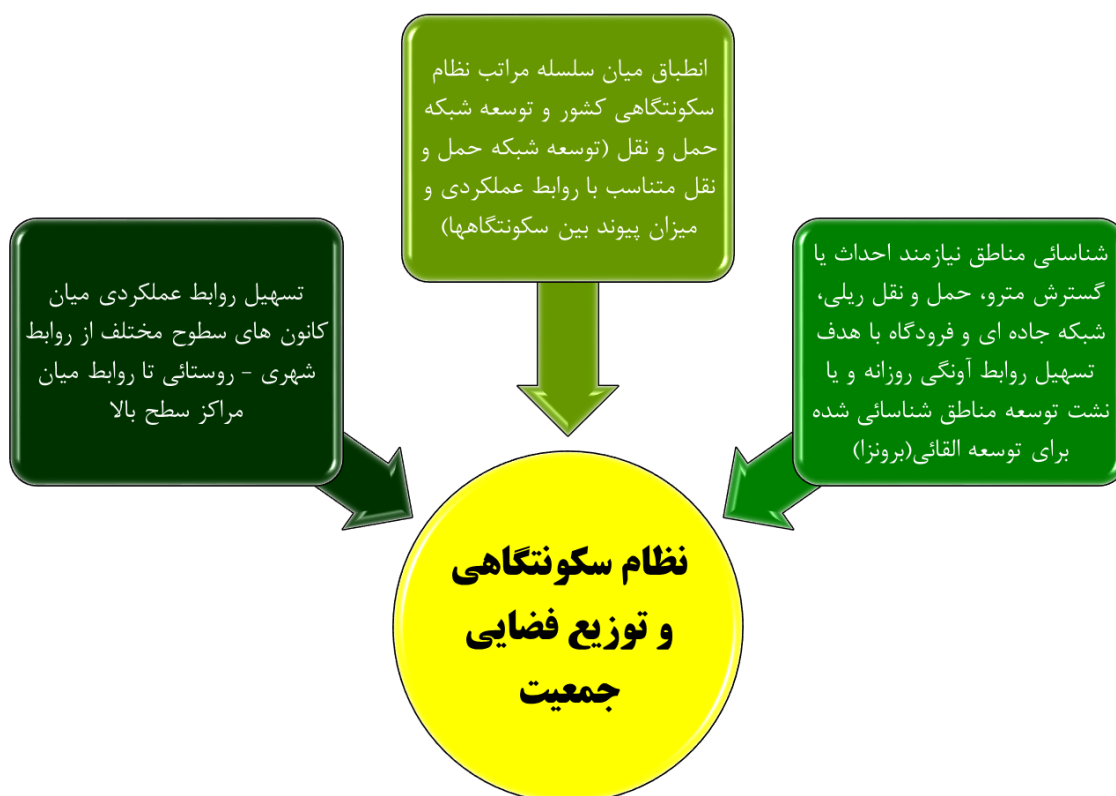 انطباق میان سلسله مراتب نظام
سکونتگاهی کشور و توسعه شبکه
حمل و نقل (توسعه شبکه حمل و
نقل متناسب با روابط عملکردی و
میزان پیوند بین سکونتگاهها)
شناسائی مناطق نیازمند احداث یا
گسترش مترو، حمل و نقل ریلی،
شبکه جاده ای و فرودگاه با هدف
تسهیل روابط آونگی روزانه و یا
نشت توسعه مناطق شناسائی شده
برای توسعه القائی(برونزا)
تسهیل روابط عملکردی میان
کانون های سطوح مختلف از روابط
شهری - روستائی تا روابط میان
مراکز سطح بالا
نظام سکونتگاهی
و توزیع فضایی
جمعیت